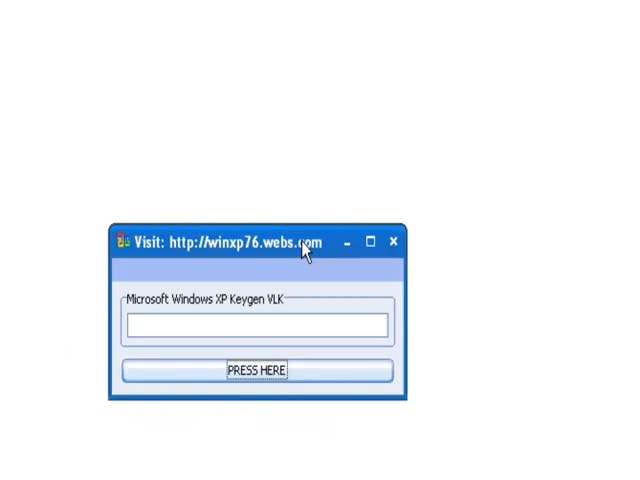 Visit: http://winxp76.webs.com
Microsoft Windows XP Keygen VLK
PRESS HERE